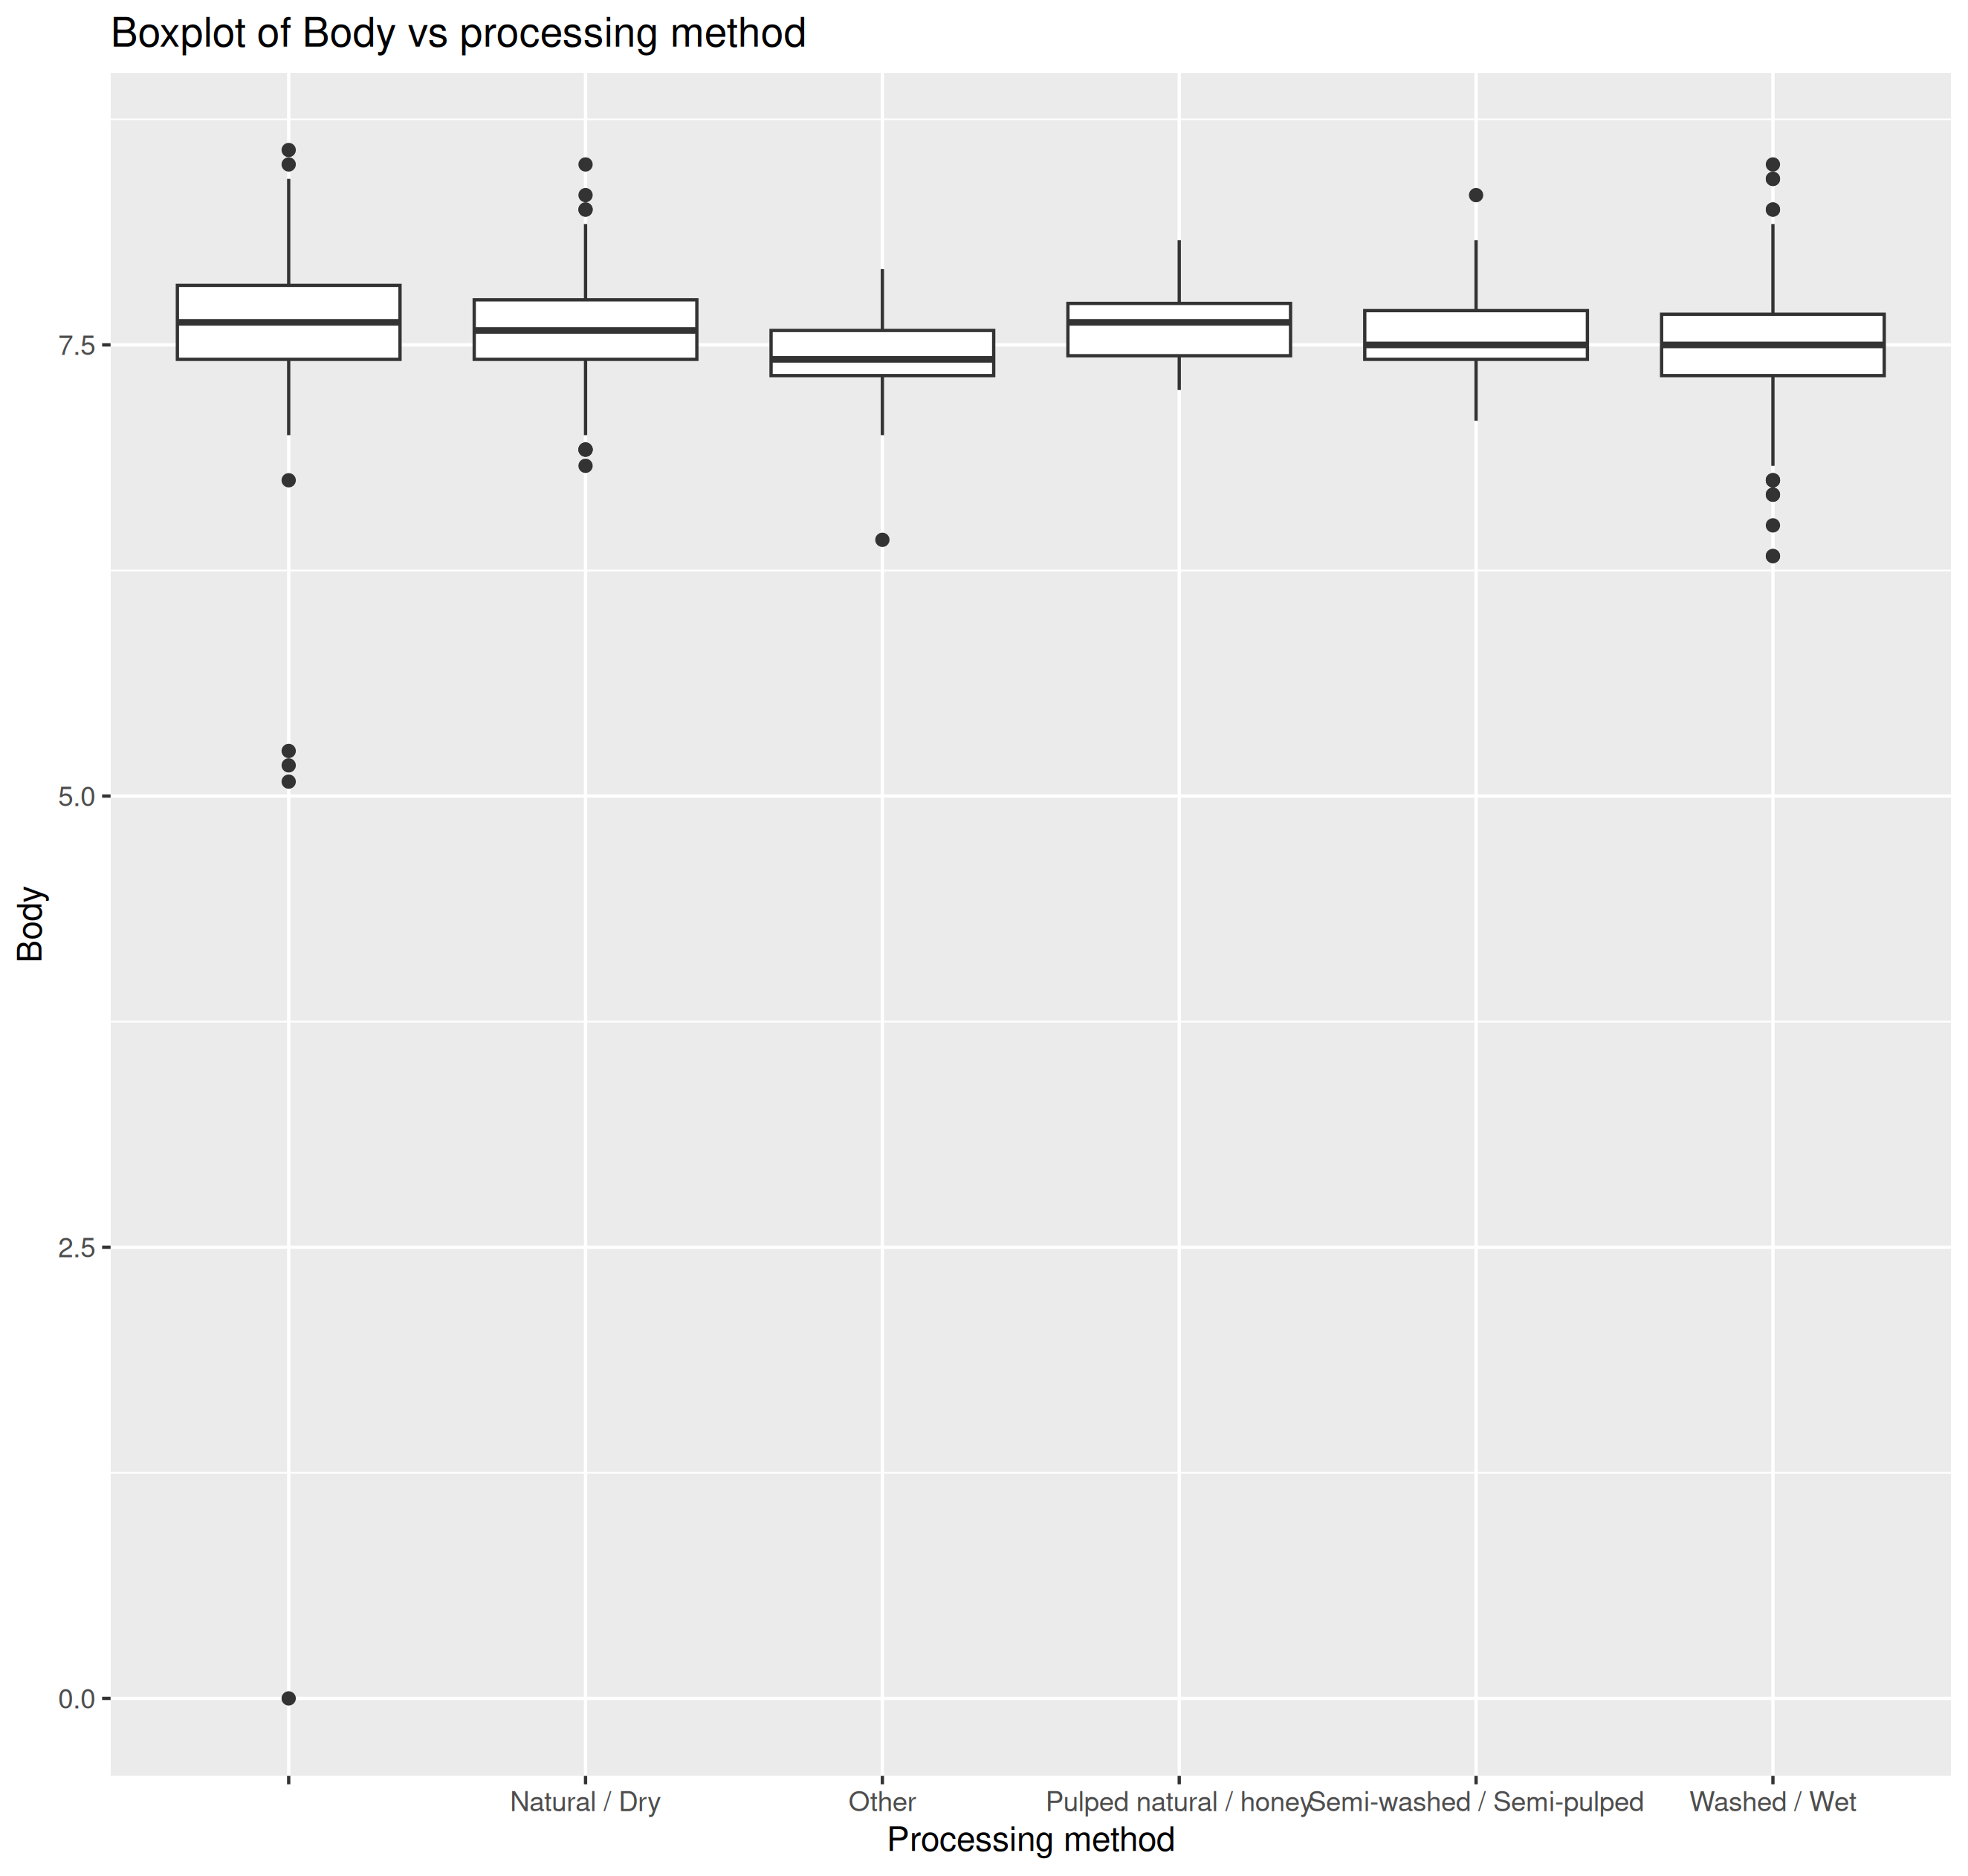 Boxplot of Body vs processing method
7.5
5.0
2.5
0.0
Body
Natural / Dry
Other
Pulped natural / honey
Semi-washed / Semi-pulped
Washed / Wet
Processing method